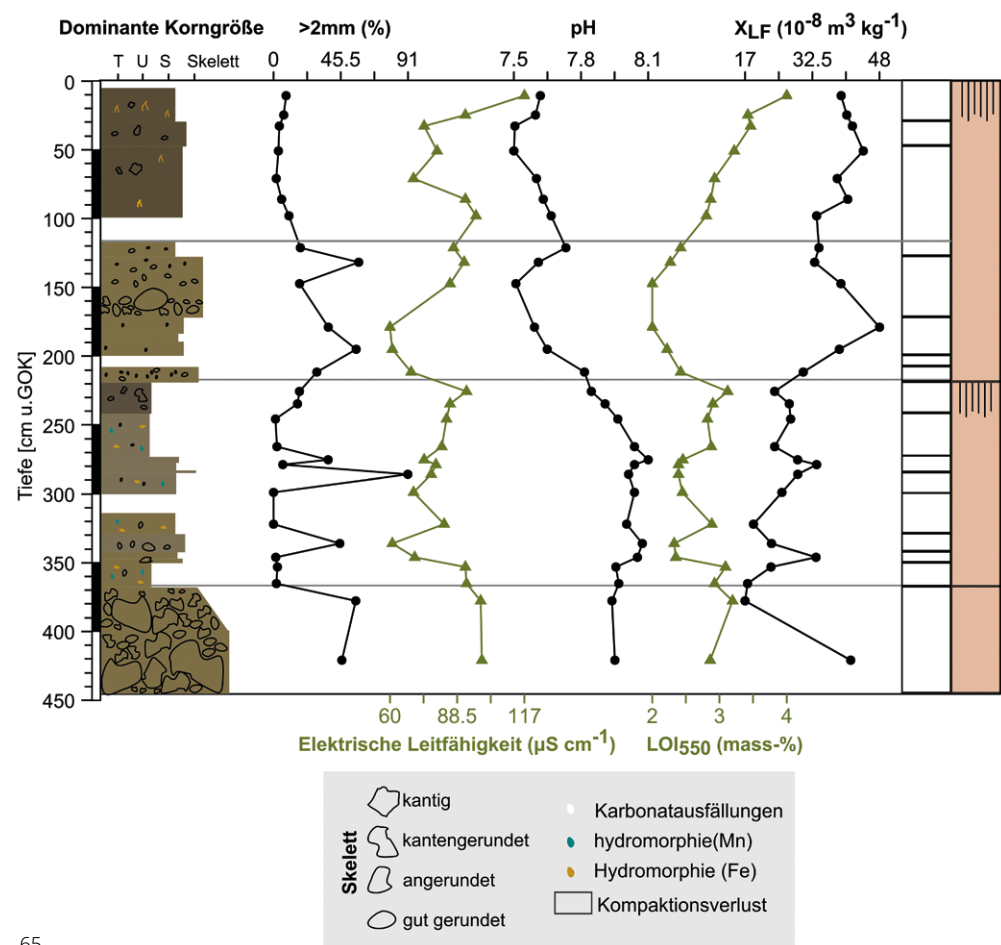 Dominante Korngröße >2mm (%) pH XLF (10-8 m3 kg-1)
T U S Skelett 0 45.5 91 7.5 7.8 8.1 17 32.5 48
0
50
100
150
200
250
300
350
400
450
Tiefe [cm u.GOK]
60 88.5 117 2 3 4
Elektrische Leitfähigkeit (µS cm-1) LOI550 (mass-%)
Skelett
kantig
kantengerundet
angerundet
gut gerundet
Karbonatausfällungen
hydromorphie(Mn)
Hydromorphie (Fe)
Kompaktionsverlust
65